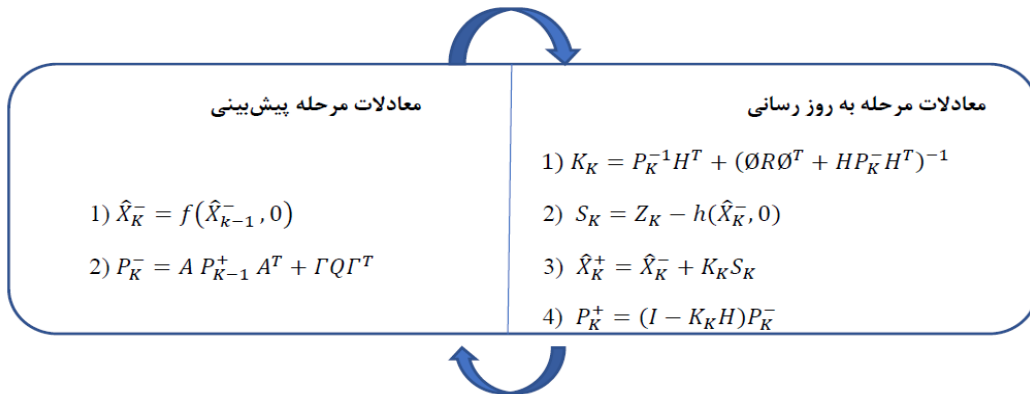 معادلات مرحله پیش‌بینی
1) X̂_K^- = f(X̂_{k-1}^-, 0)
2) P_K^- = A P_{K-1}^+ A^T + ΓQΓ^T
معادلات مرحله به روز رسانی
1) K_K = P_K^{-1}H^T + (ØRØ^T + HP_K^-H^T)^{-1}
2) S_K = Z_K − h(X̂_K^-, 0)
3) X̂_K^+ = X̂_K^- + K_K S_K
4) P_K^+ = (I − K_K H)P_K^-